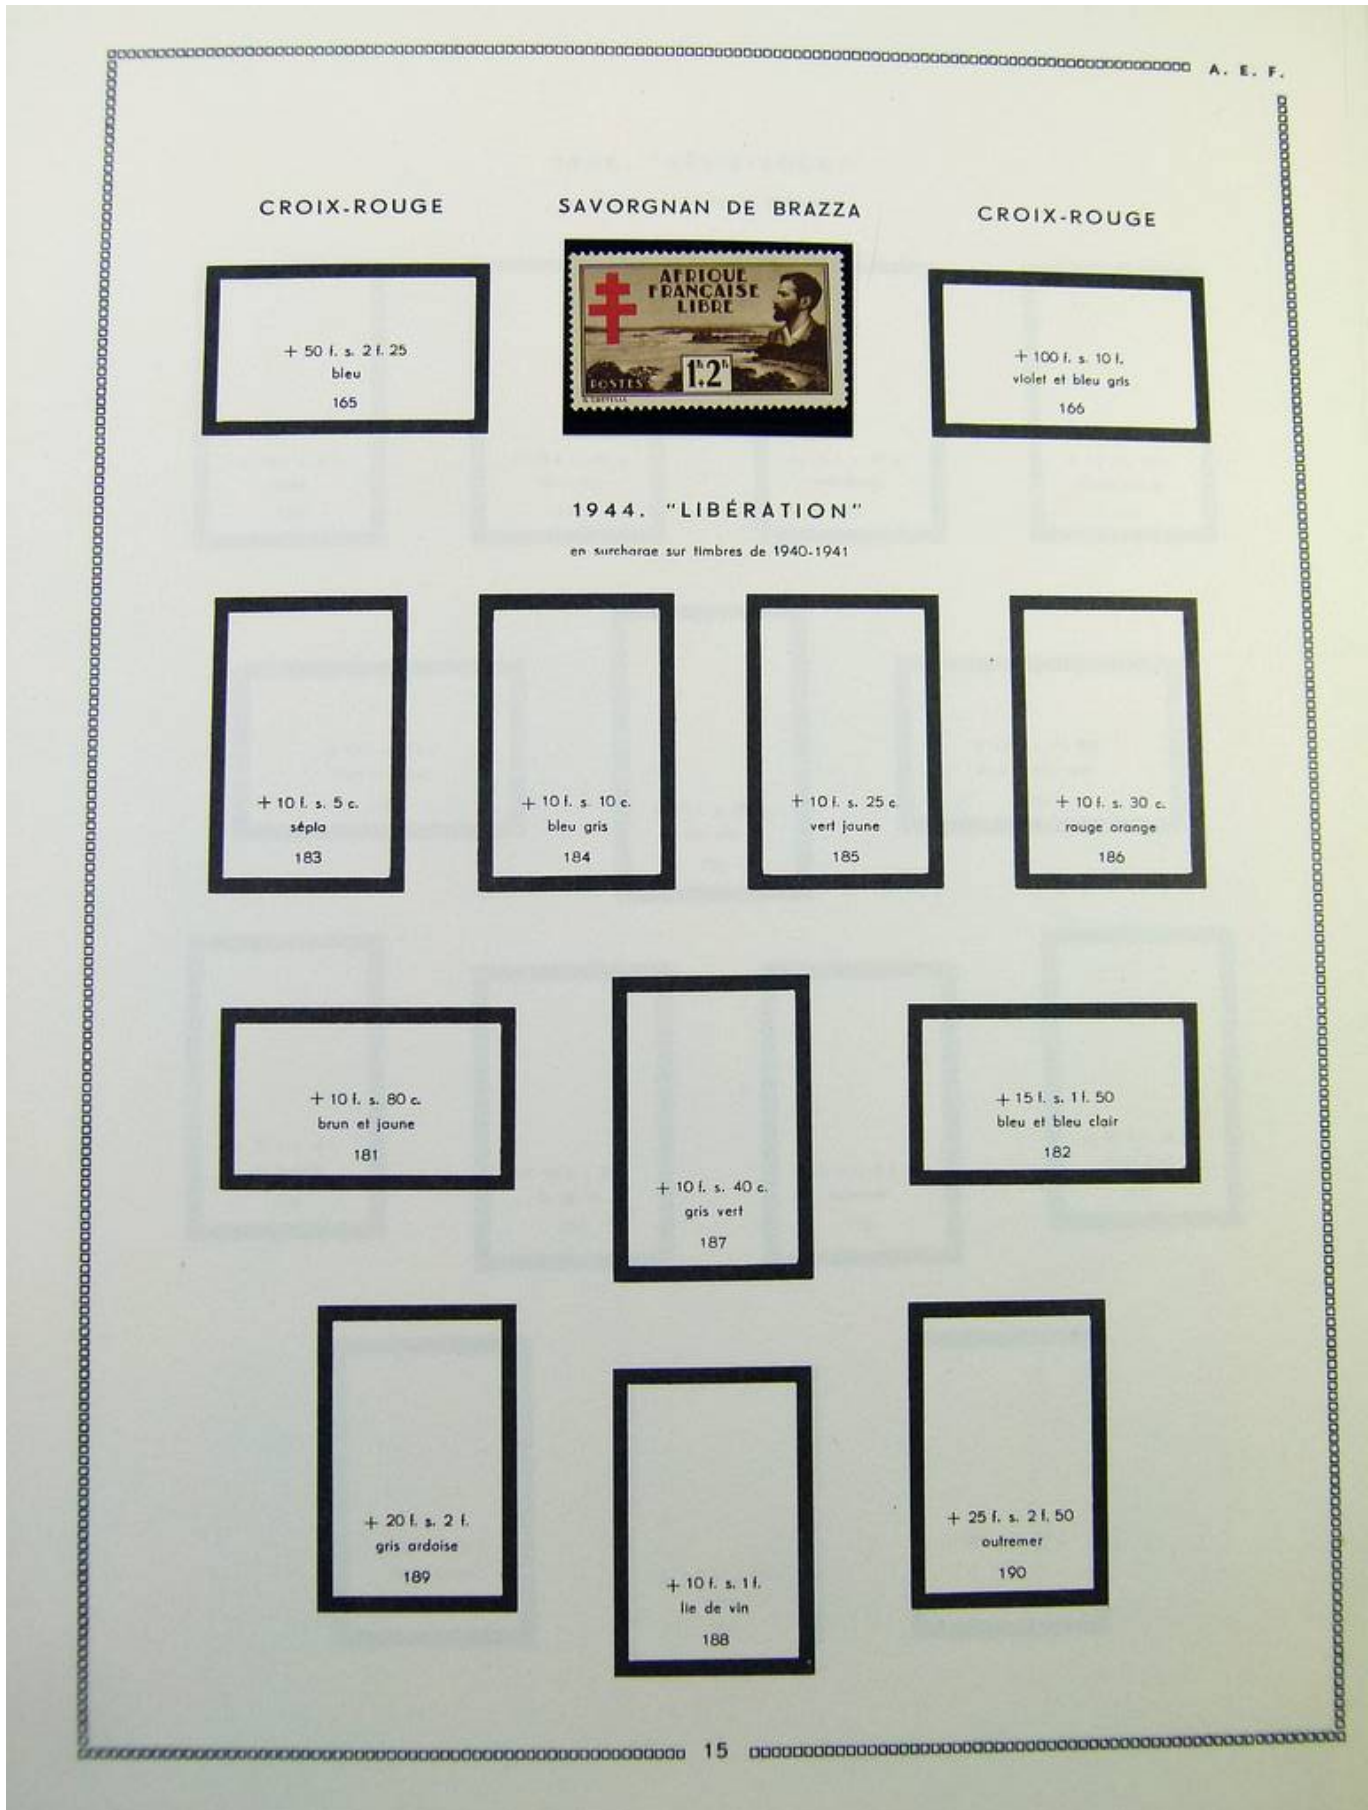 A. E. F.
CROIX-ROUGE
SAVORGNAN DE BRAZZA
CROIX-ROUGE
+ 50 f. s. 2 f. 25
bleu
165
AFRIQUE
FRANÇAISE
LIBRE
POSTES
+ 100 f. s. 10 f.
violet et bleu gris
166
1944. "LIBÉRATION"
en surcharge sur timbres de 1940-1941
+ 10 f. s. 5 c.
sépia
183
+ 10 f. s. 10 c.
bleu gris
184
+ 10 f. s. 25 c
vert jaune
185
+ 10 f. s. 30 c.
rouge orange
186
+ 10 f. s. 80 c.
brun et jaune
181
+ 10 f. s. 40 c.
gris vert
187
+ 15 f. s. 1 f. 50
bleu et bleu clair
182
+ 20 f. s. 2 f.
gris ardoise
189
+ 10 f. s. 1 f.
lie de vin
188
+ 25 f. s. 2 f. 50
outremer
190
15